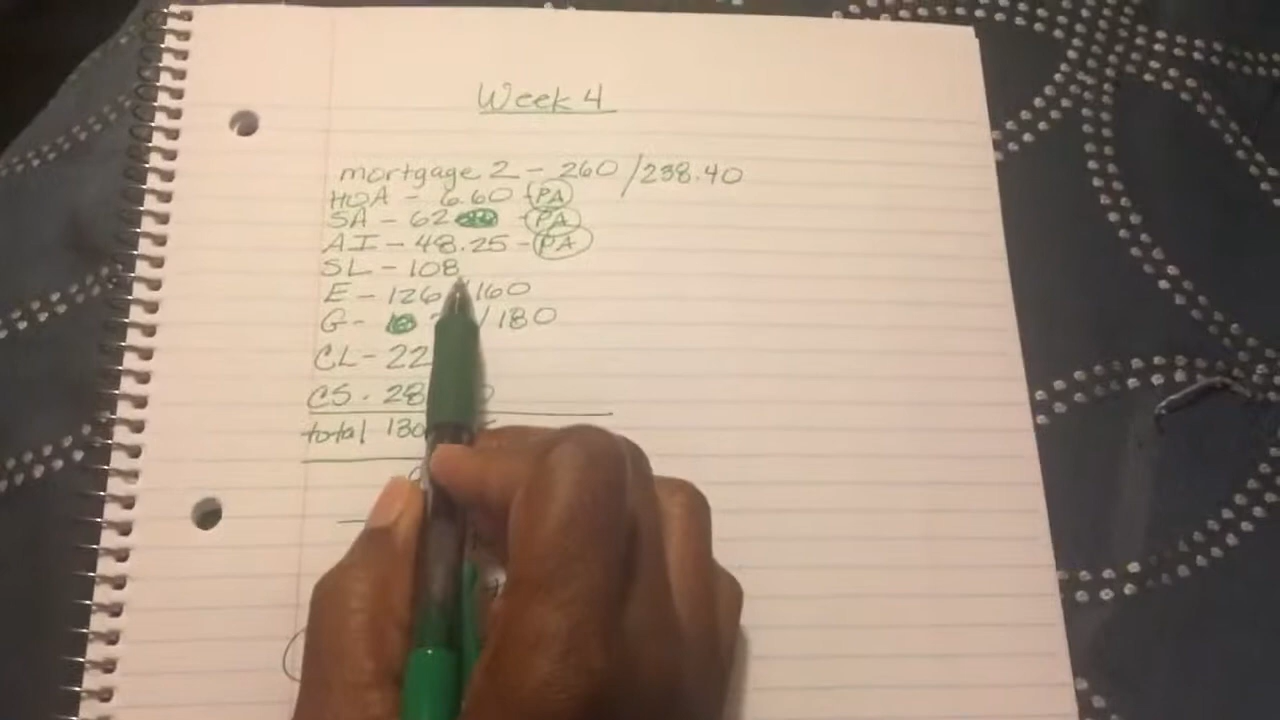 Week 4
mortgage 2 - 260 / 238.40
HOA - 6.60 - PA
SA - 62 - PA
AI - 48.25 - PA
SL - 108
E - 126 /160
G - / 180
CL - 22
CS - 28
total 130